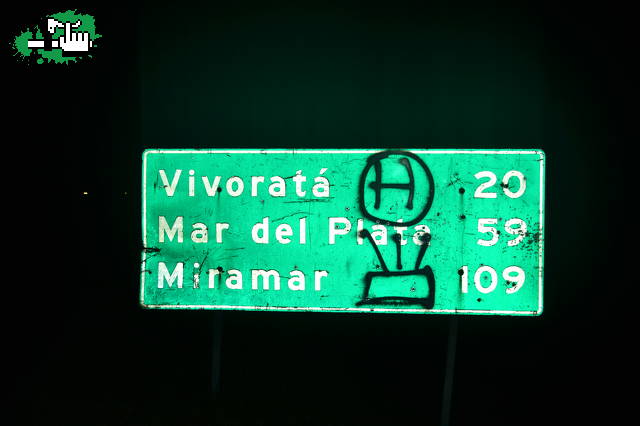 Vivoratá 20
Mar del Plata 59
Miramar 109
H